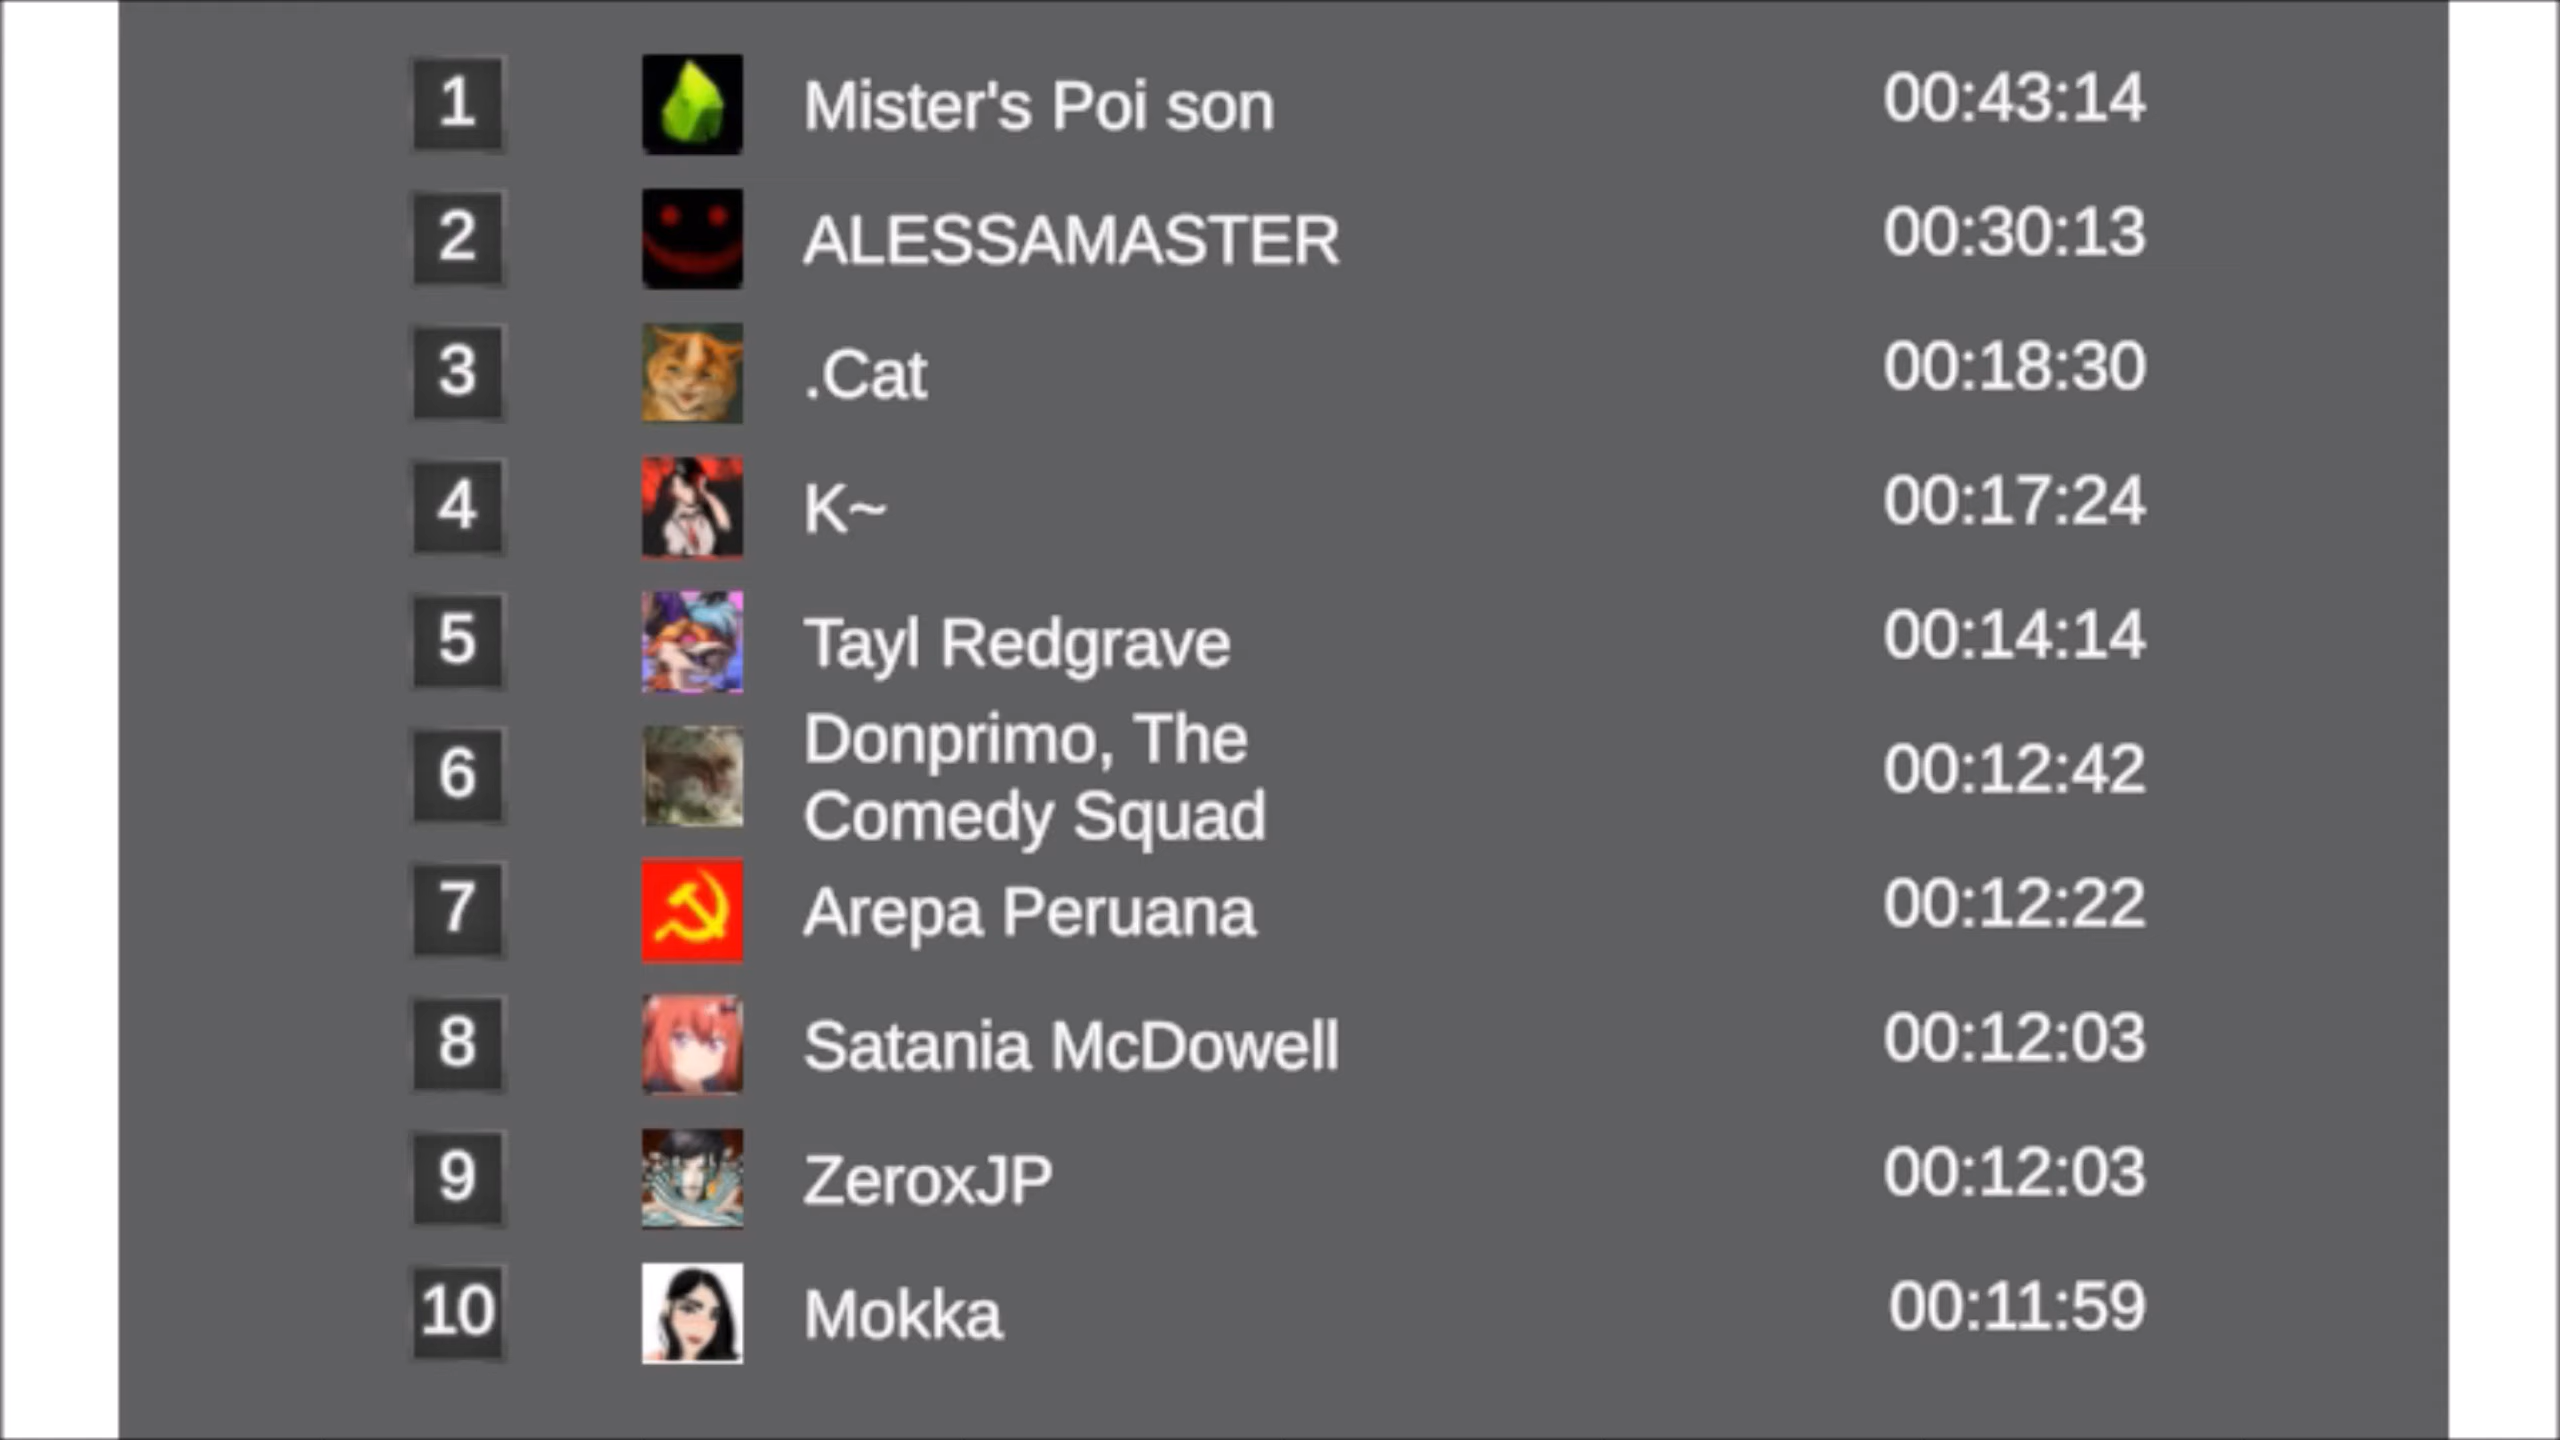 1 Mister's Poi son 00:43:14
2 ALESSAMASTER 00:30:13
3 .Cat 00:18:30
4 K~ 00:17:24
5 Tayl Redgrave 00:14:14
6 Donprimo, The
Comedy Squad 00:12:42
7 Arepa Peruana 00:12:22
8 Satania McDowell 00:12:03
9 ZeroxJP 00:12:03
10 Mokka 00:11:59